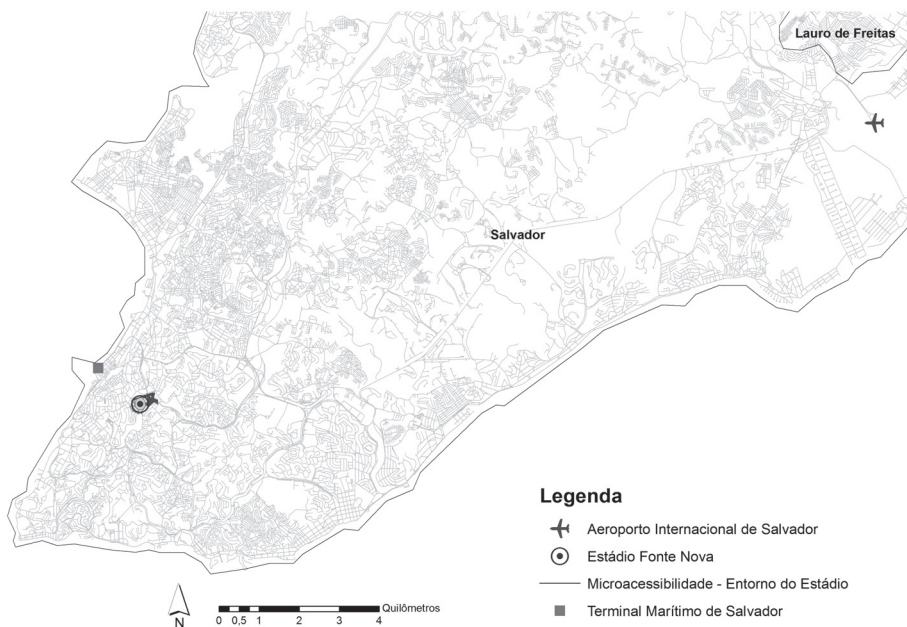 Lauro de Freitas
Salvador
Legenda
Aeroporto Internacional de Salvador
Estádio Fonte Nova
Microacessibilidade - Entorno do Estádio
Terminal Marítimo de Salvador
N
Quilômetros
0 0,5 1 2 3 4